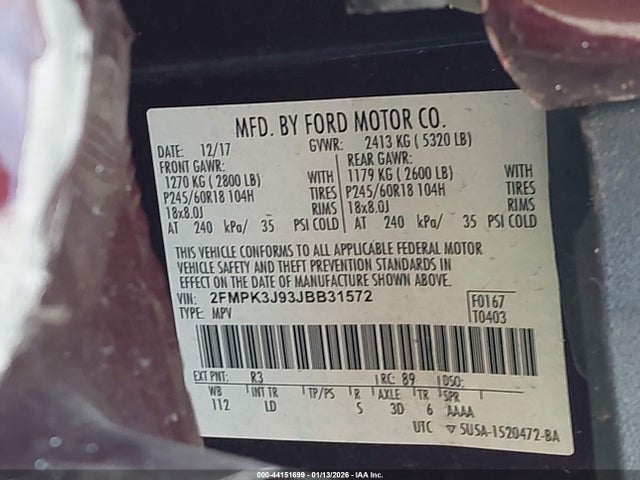 MFD. BY FORD MOTOR CO.
DATE: 12/17 GVWR: 2413 KG ( 5320 LB)
FRONT GAWR: REAR GAWR:
1270 KG ( 2800 LB) WITH 1179 KG ( 2600 LB) WITH
P245/60R18 104H TIRES P245/60R18 104H TIRES
18x8.0J RIMS 18x8.0J RIMS
AT 240 kPa/ 35 PSI COLD AT 240 kPa/ 35 PSI COLD
THIS VEHICLE CONFORMS TO ALL APPLICABLE FEDERAL MOTOR
VEHICLE SAFETY AND THEFT PREVENTION STANDARDS IN
EFFECT ON THE DATE OF MANUFACTURE SHOWN ABOVE.
VIN: 2FMPK3J93JBB31572 F0167
TYPE: MPV T0403
EXT PNT: R3 RC: 89 DSO:
WB INT TR TP/PS R AXLE TR SPR
112 LD S 3D 6 AAAA
UTC ▽ 5U5A-1520472-BA
000-44151699 - 01/13/2026 - IAA Inc.